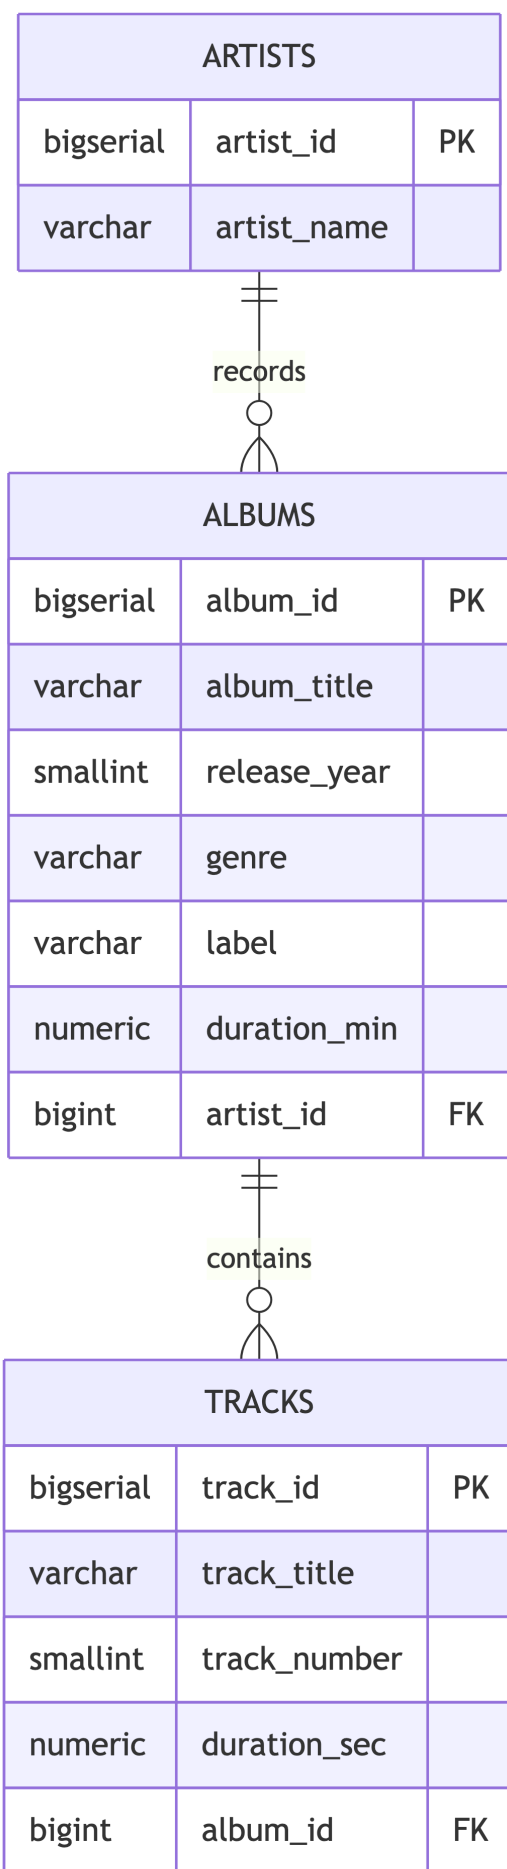 ARTISTS
bigserial artist_id PK
varchar artist_name
records
ALBUMS
bigserial album_id PK
varchar album_title
smallint release_year
varchar genre
varchar label
numeric duration_min
bigint artist_id FK
contains
TRACKS
bigserial track_id PK
varchar track_title
smallint track_number
numeric duration_sec
bigint album_id FK